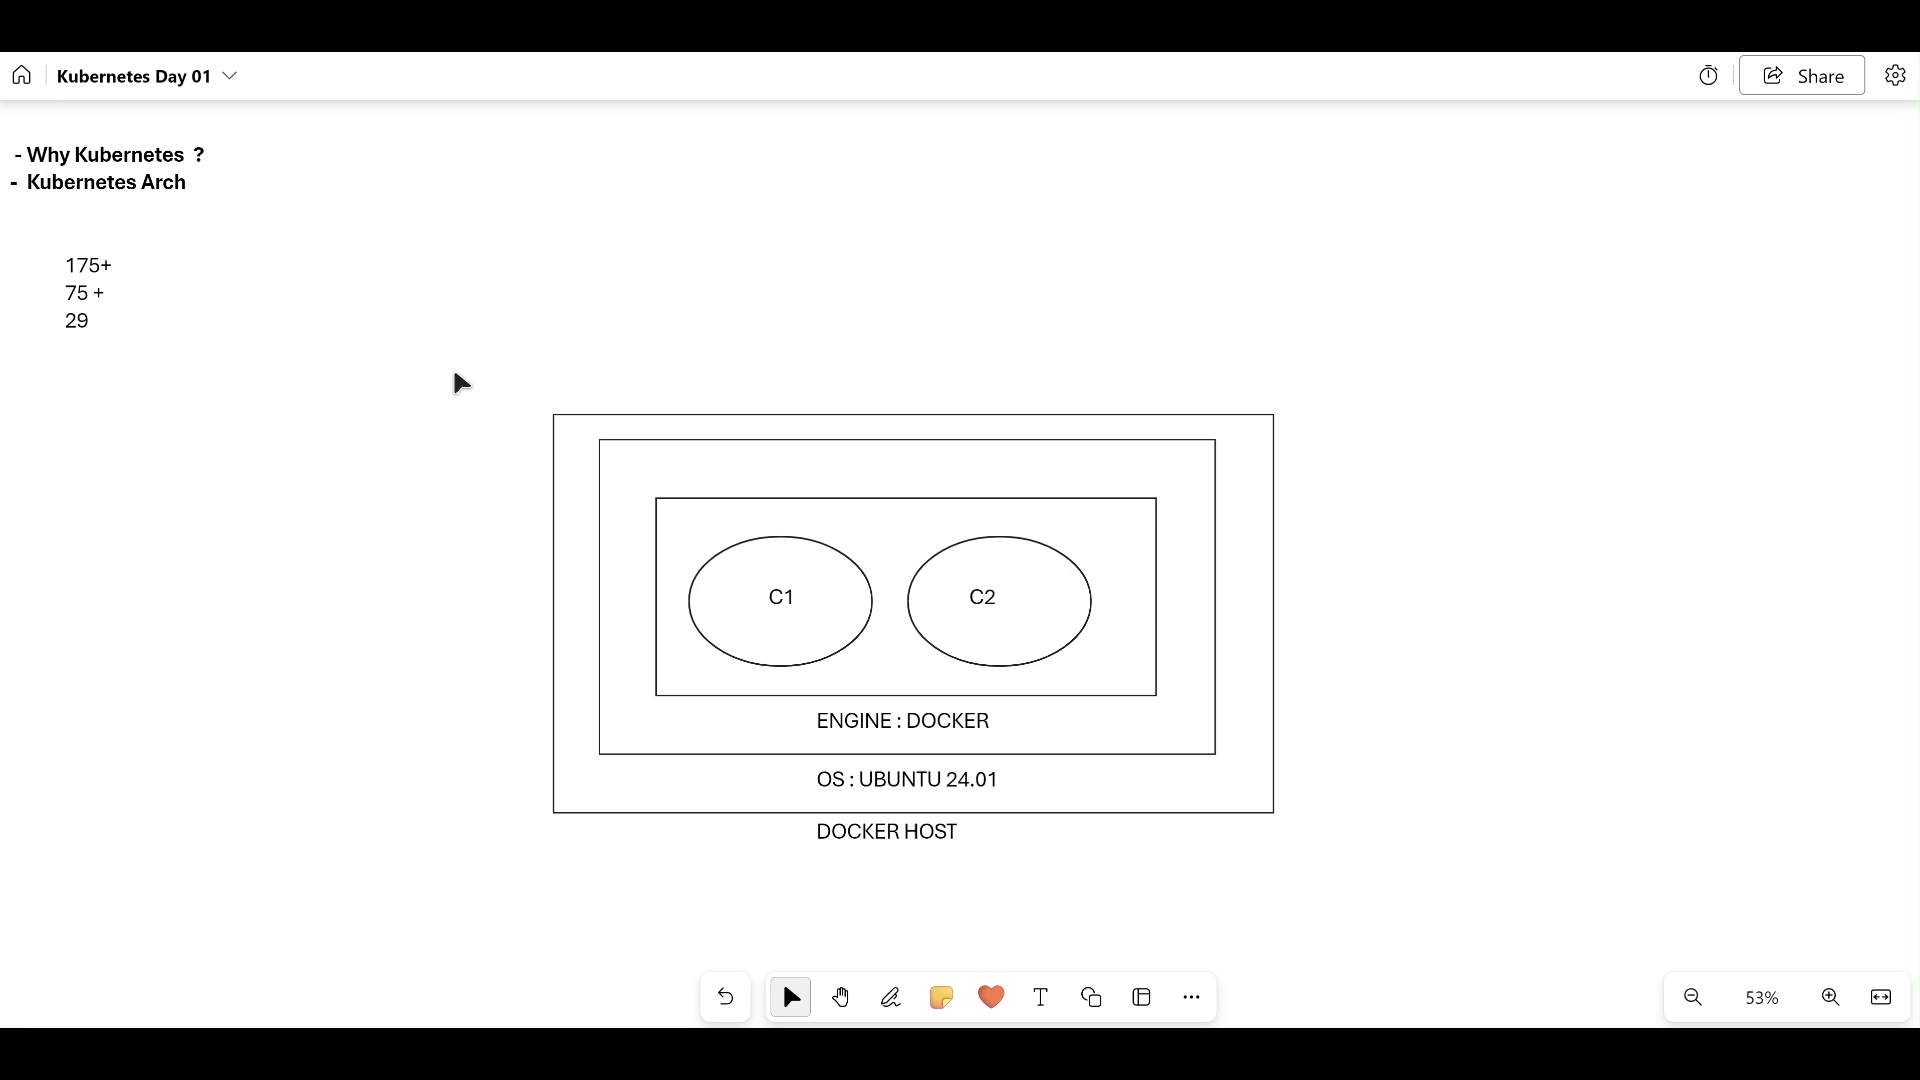 Kubernetes Day 01
Share
- Why Kubernetes ?
- Kubernetes Arch
175+
75 +
29
C1
C2
ENGINE : DOCKER
OS : UBUNTU 24.01
DOCKER HOST
53%